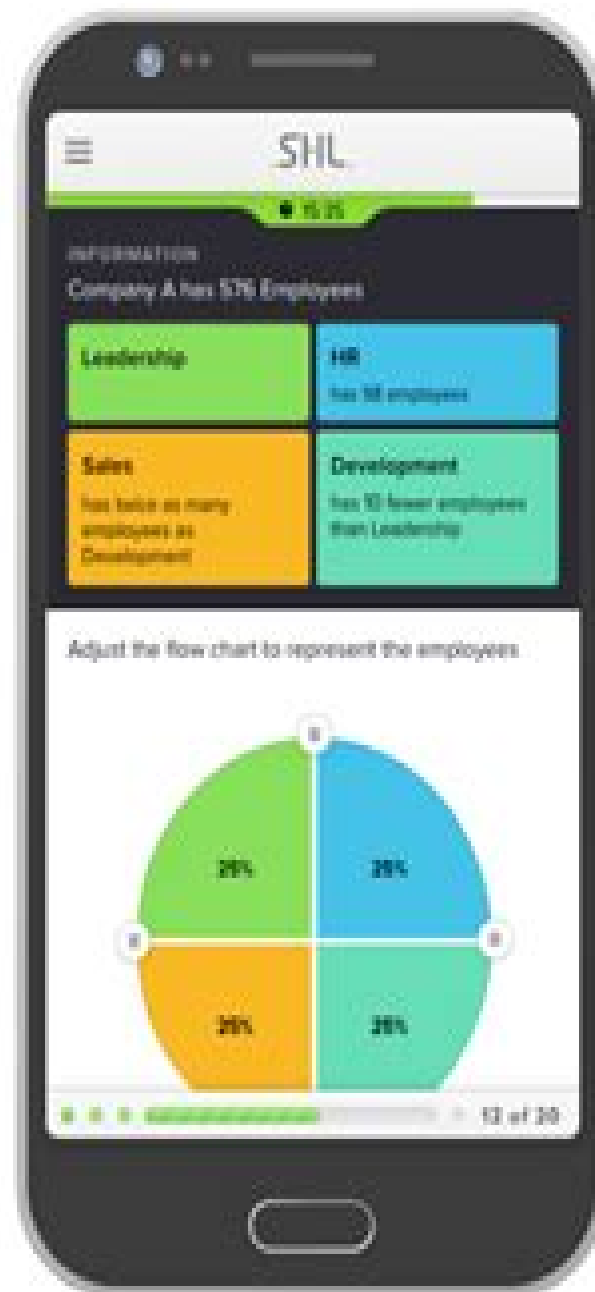 SHL
15:25
INFORMATION
Company A has 576 Employees
Leadership
HR
has 98 employees
Sales
has twice as many
employees as
Development
Development
has 10 fewer employees
than Leadership
Adjust the flow chart to represent the employees
25%
25%
25%
25%
12 of 20